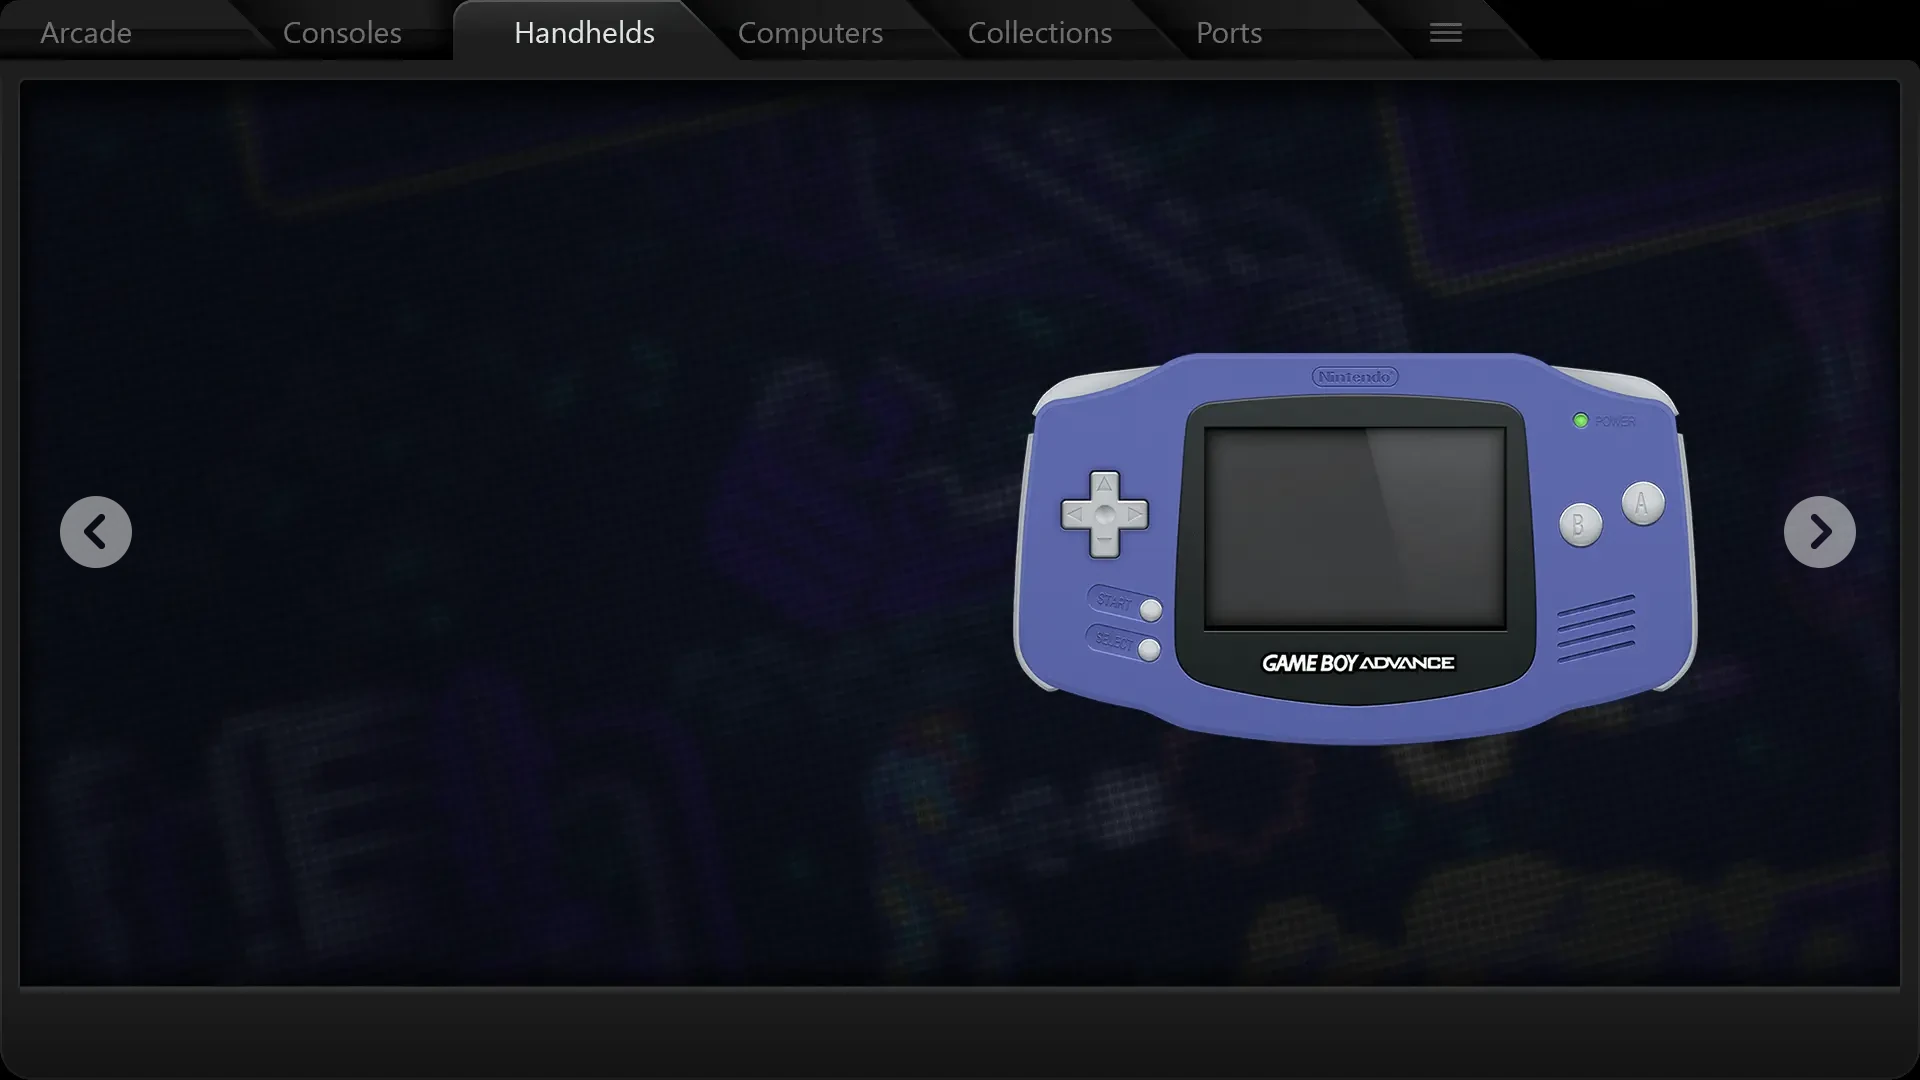 Arcade
Consoles
Handhelds
Computers
Collections
Ports
Nintendo
POWER
A
B
START
SELECT
GAME BOY ADVANCE